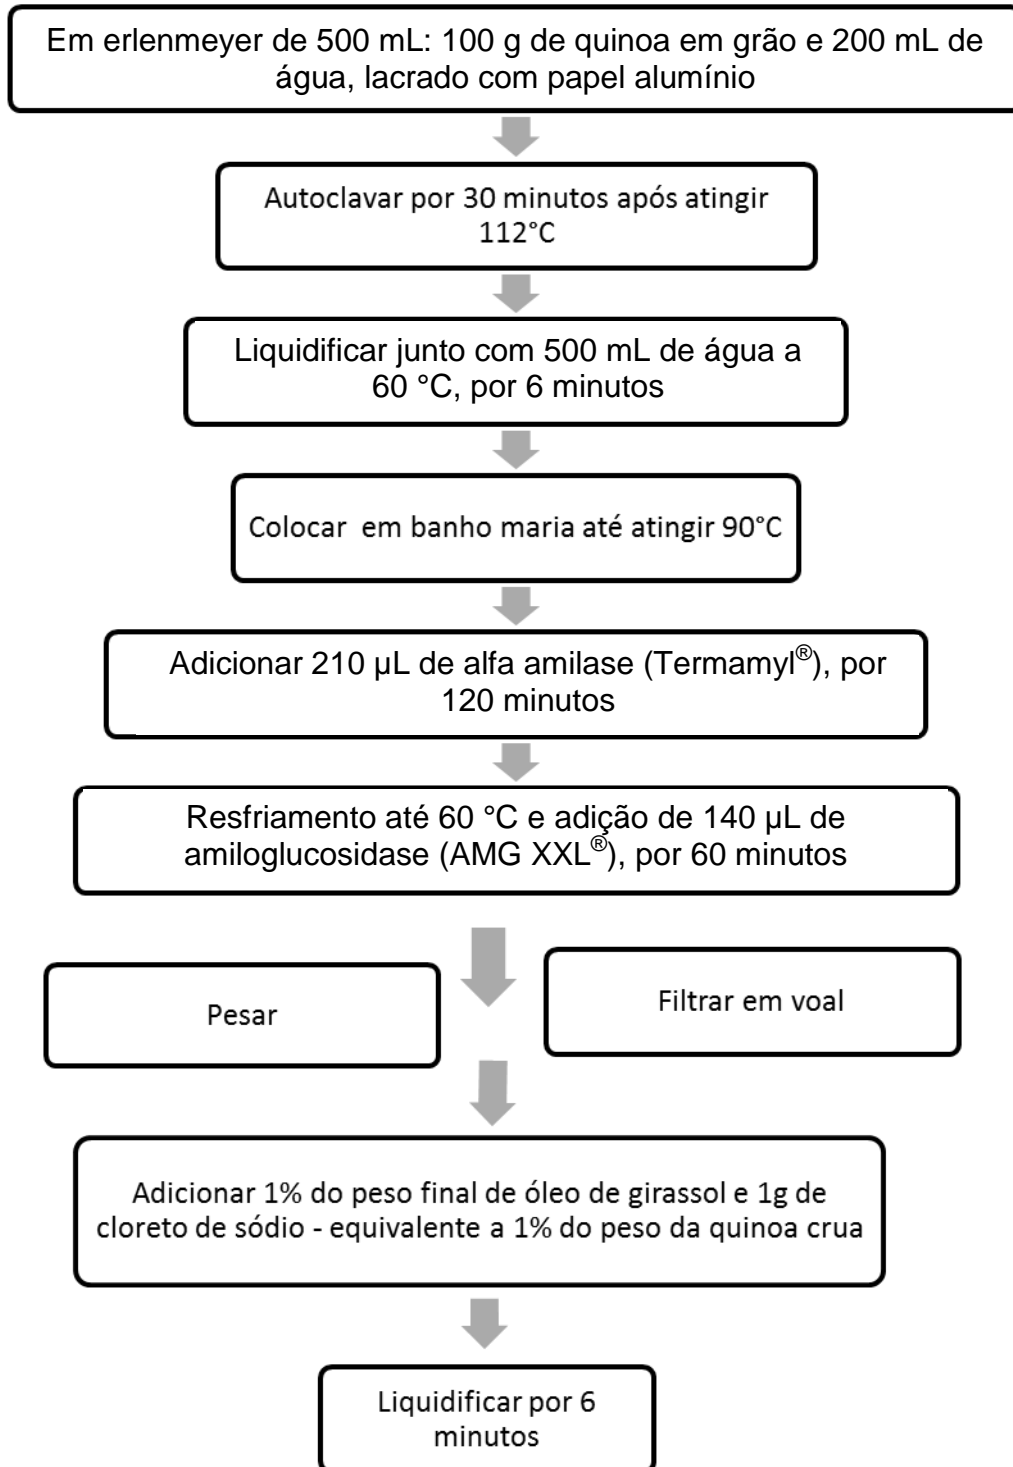 Em erlenmeyer de 500 mL: 100 g de quinoa em grão e 200 mL de
água, lacrado com papel alumínio
Autoclavar por 30 minutos após atingir
112°C
Liquidificar junto com 500 mL de água a
60 °C, por 6 minutos
Colocar em banho maria até atingir 90°C
Adicionar 210 µL de alfa amilase (Termamyl®), por
120 minutos
Resfriamento até 60 °C e adição de 140 µL de
amiloglucosidase (AMG XXL®), por 60 minutos
Pesar
Filtrar em voal
Adicionar 1% do peso final de óleo de girassol e 1g de
cloreto de sódio - equivalente a 1% do peso da quinoa crua
Liquidificar por 6
minutos